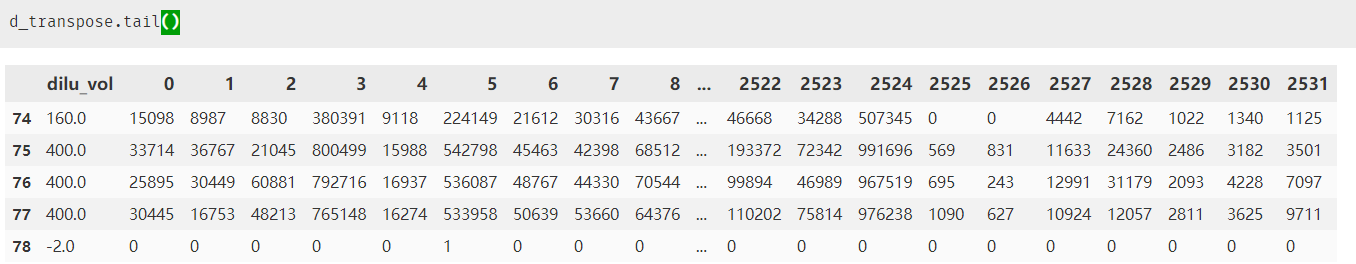 d_transpose.tail()
dilu_vol 0 1 2 3 4 5 6 7 8 ... 2522 2523 2524 2525 2526 2527 2528 2529 2530 2531
74 160.0 15098 8987 8830 380391 9118 224149 21612 30316 43667 ... 46668 34288 507345 0 0 4442 7162 1022 1340 1125
75 400.0 33714 36767 21045 800499 15988 542798 45463 42398 68512 ... 193372 72342 991696 569 831 11633 24360 2486 3182 3501
76 400.0 25895 30449 60881 792716 16937 536087 48767 44330 70544 ... 99894 46989 967519 695 243 12991 31179 2093 4228 7097
77 400.0 30445 16753 48213 765148 16274 533958 50639 53660 64376 ... 110202 75814 976238 1090 627 10924 12057 2811 3625 9711
78 -2.0 0 0 0 0 0 1 0 0 0 ... 0 0 0 0 0 0 0 0 0 0